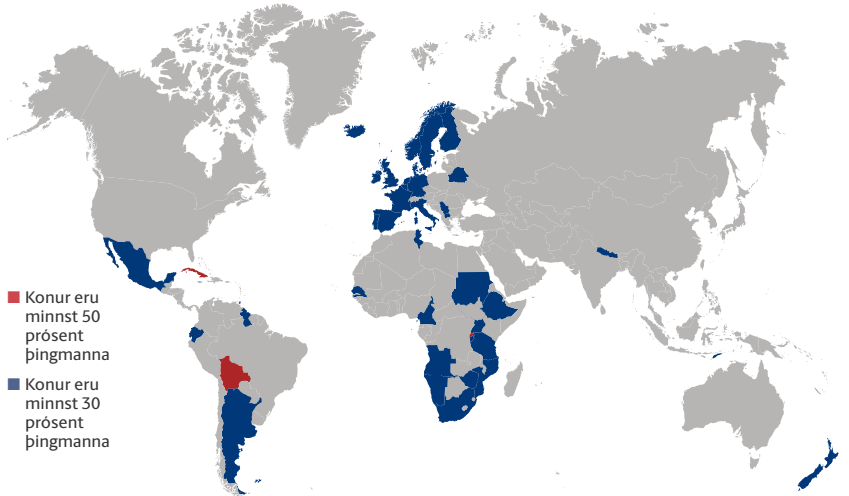 Konur eru
minnst 50
prósent
þingmanna
Konur eru
minnst 30
prósent
þingmanna